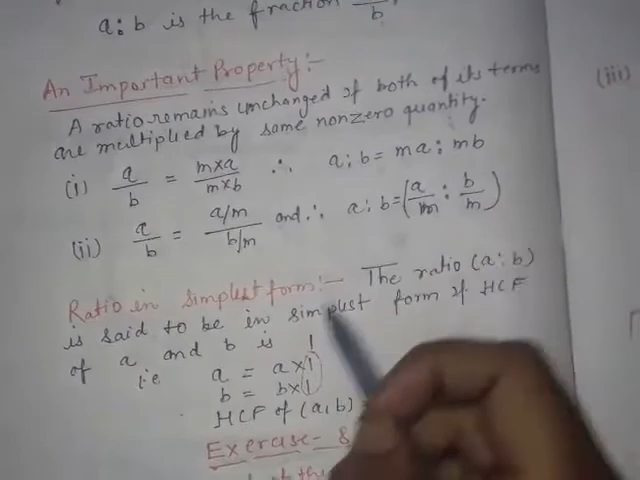 a : b is the fraction /b
An Important Property :-
(iii)
A ratio remains unchanged if both of its terms
are multiplied by same nonzero quantity.
(i) a/b = m×a/m×b ∴ a : b = ma : mb
(ii) a/b = a/m / b/m and ∴ a : b = (a/m : b/m)
Ratio in simplest form :- The ratio (a : b)
is said to be in simplest form if HCF
of a and b is 1
i.e a = a×1
b = b×1
HCF of (a,b)
Exercise- 8